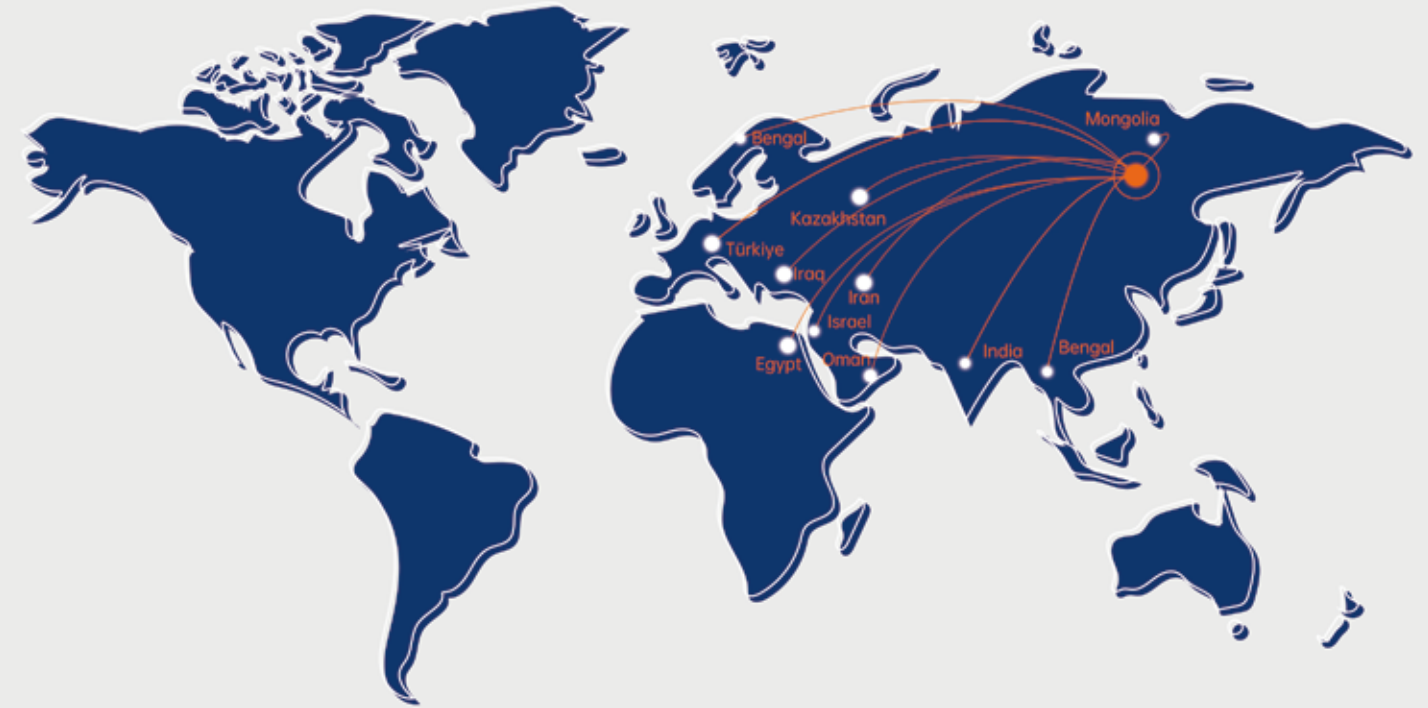 Mongolia
Bengal
Kazakhstan
Türkiye
Iraq
Iran
Israel
Egypt
Oman
India
Bengal